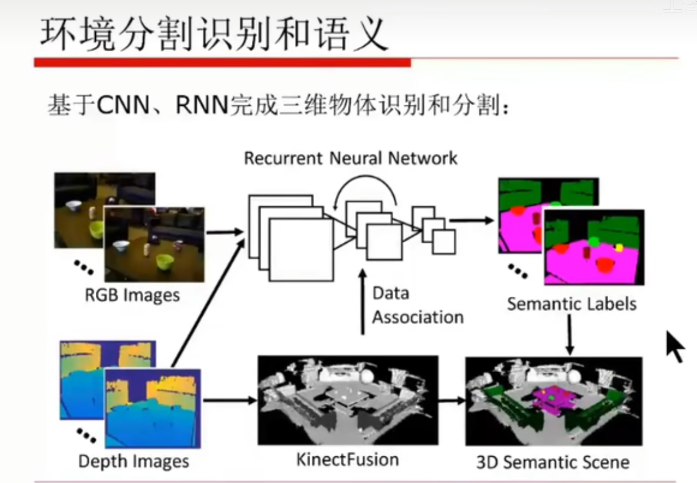 环境分割识别和语义
基于CNN、RNN完成三维物体识别和分割：
Recurrent Neural Network
RGB Images
Data
Association
Semantic Labels
Depth Images
KinectFusion
3D Semantic Scene